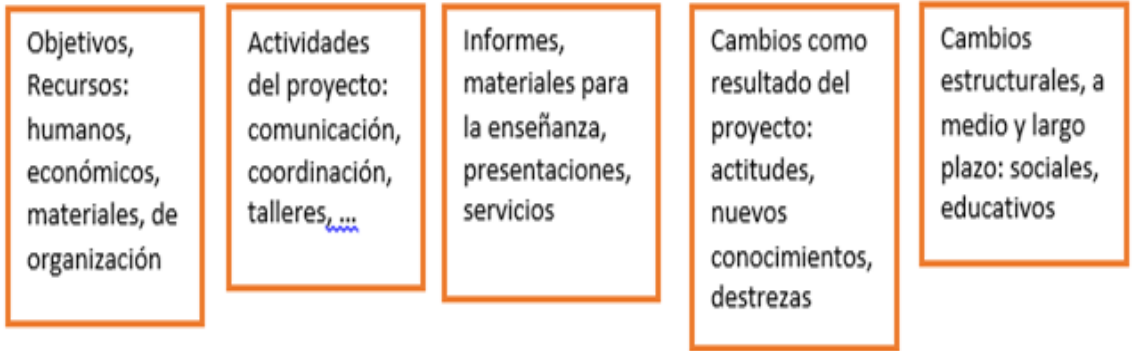 Objetivos,
Recursos:
humanos,
económicos,
materiales, de
organización
Actividades
del proyecto:
comunicación,
coordinación,
talleres, ...
Informes,
materiales para
la enseñanza,
presentaciones,
servicios
Cambios como
resultado del
proyecto:
actitudes,
nuevos
conocimientos,
destrezas
Cambios
estructurales, a
medio y largo
plazo: sociales,
educativos